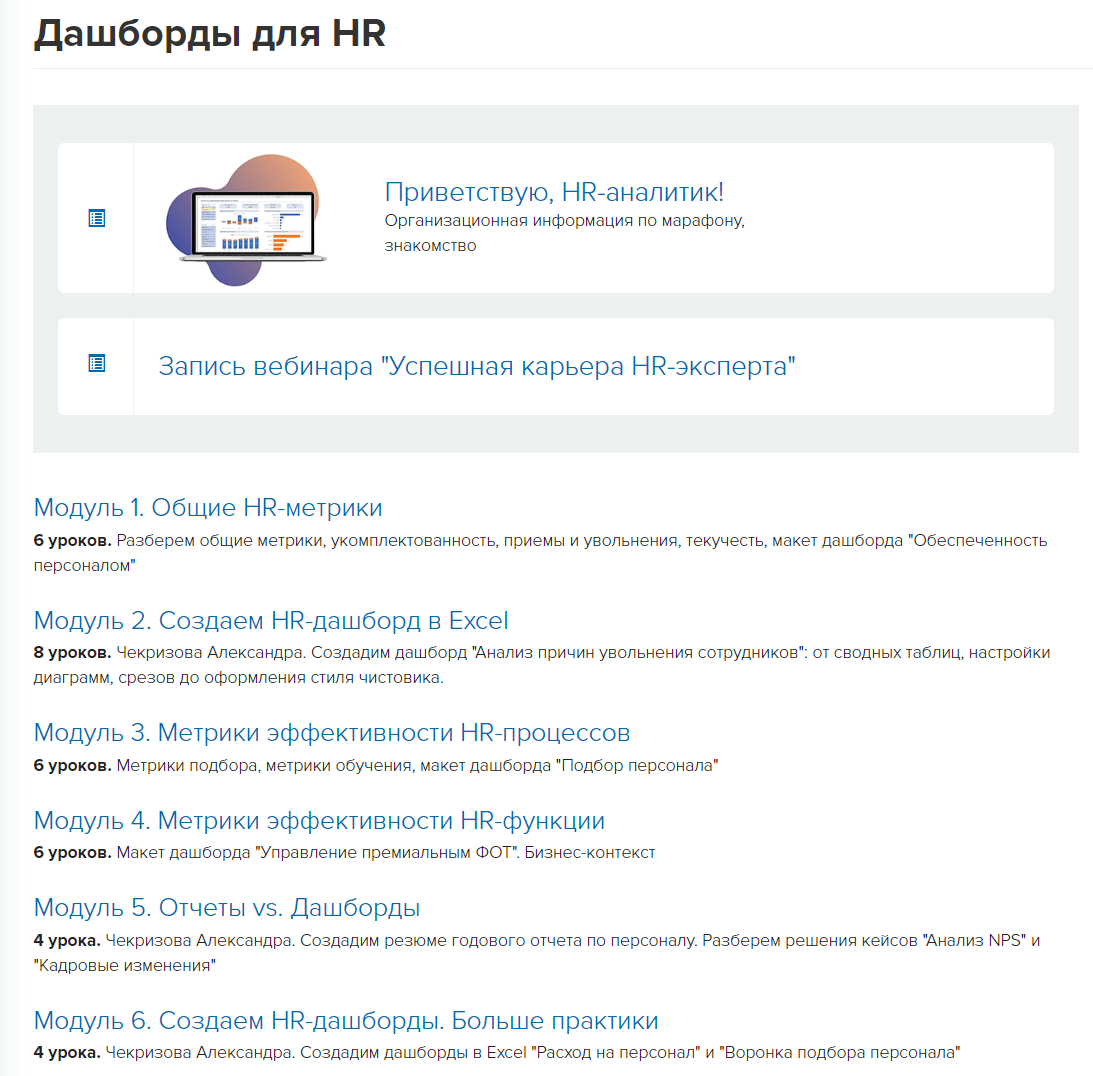 Дашборды для HR
Приветствую, HR-аналитик!
Организационная информация по марафону,
знакомство
Запись вебинара "Успешная карьера HR-эксперта"
Модуль 1. Общие HR-метрики
6 уроков. Разберем общие метрики, укомплектованность, приемы и увольнения, текучесть, макет дашборда "Обеспеченность
персоналом"
Модуль 2. Создаем HR-дашборд в Excel
8 уроков. Чекризова Александра. Создадим дашборд "Анализ причин увольнения сотрудников": от сводных таблиц, настройки
диаграмм, срезов до оформления стиля чистовика.
Модуль 3. Метрики эффективности HR-процессов
6 уроков. Метрики подбора, метрики обучения, макет дашборда "Подбор персонала"
Модуль 4. Метрики эффективности HR-функции
6 уроков. Макет дашборда "Управление премиальным ФОТ". Бизнес-контекст
Модуль 5. Отчеты vs. Дашборды
4 урока. Чекризова Александра. Создадим резюме годового отчета по персоналу. Разберем решения кейсов "Анализ NPS" и
"Кадровые изменения"
Модуль 6. Создаем HR-дашборды. Больше практики
4 урока. Чекризова Александра. Создадим дашборды в Excel "Расход на персонал" и "Воронка подбора персонала"